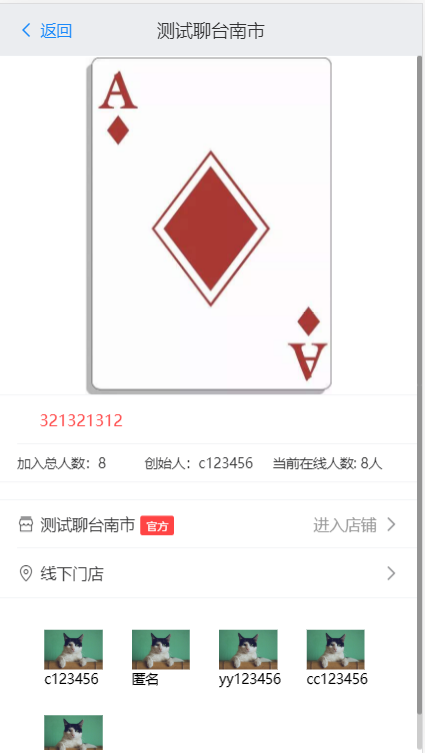 返回
测试聊台南市
A
A
321321312
加入总人数：8 创始人：c123456 当前在线人数: 8人
测试聊台南市 官方 进入店铺
线下门店
c123456 匿名 yy123456 cc123456